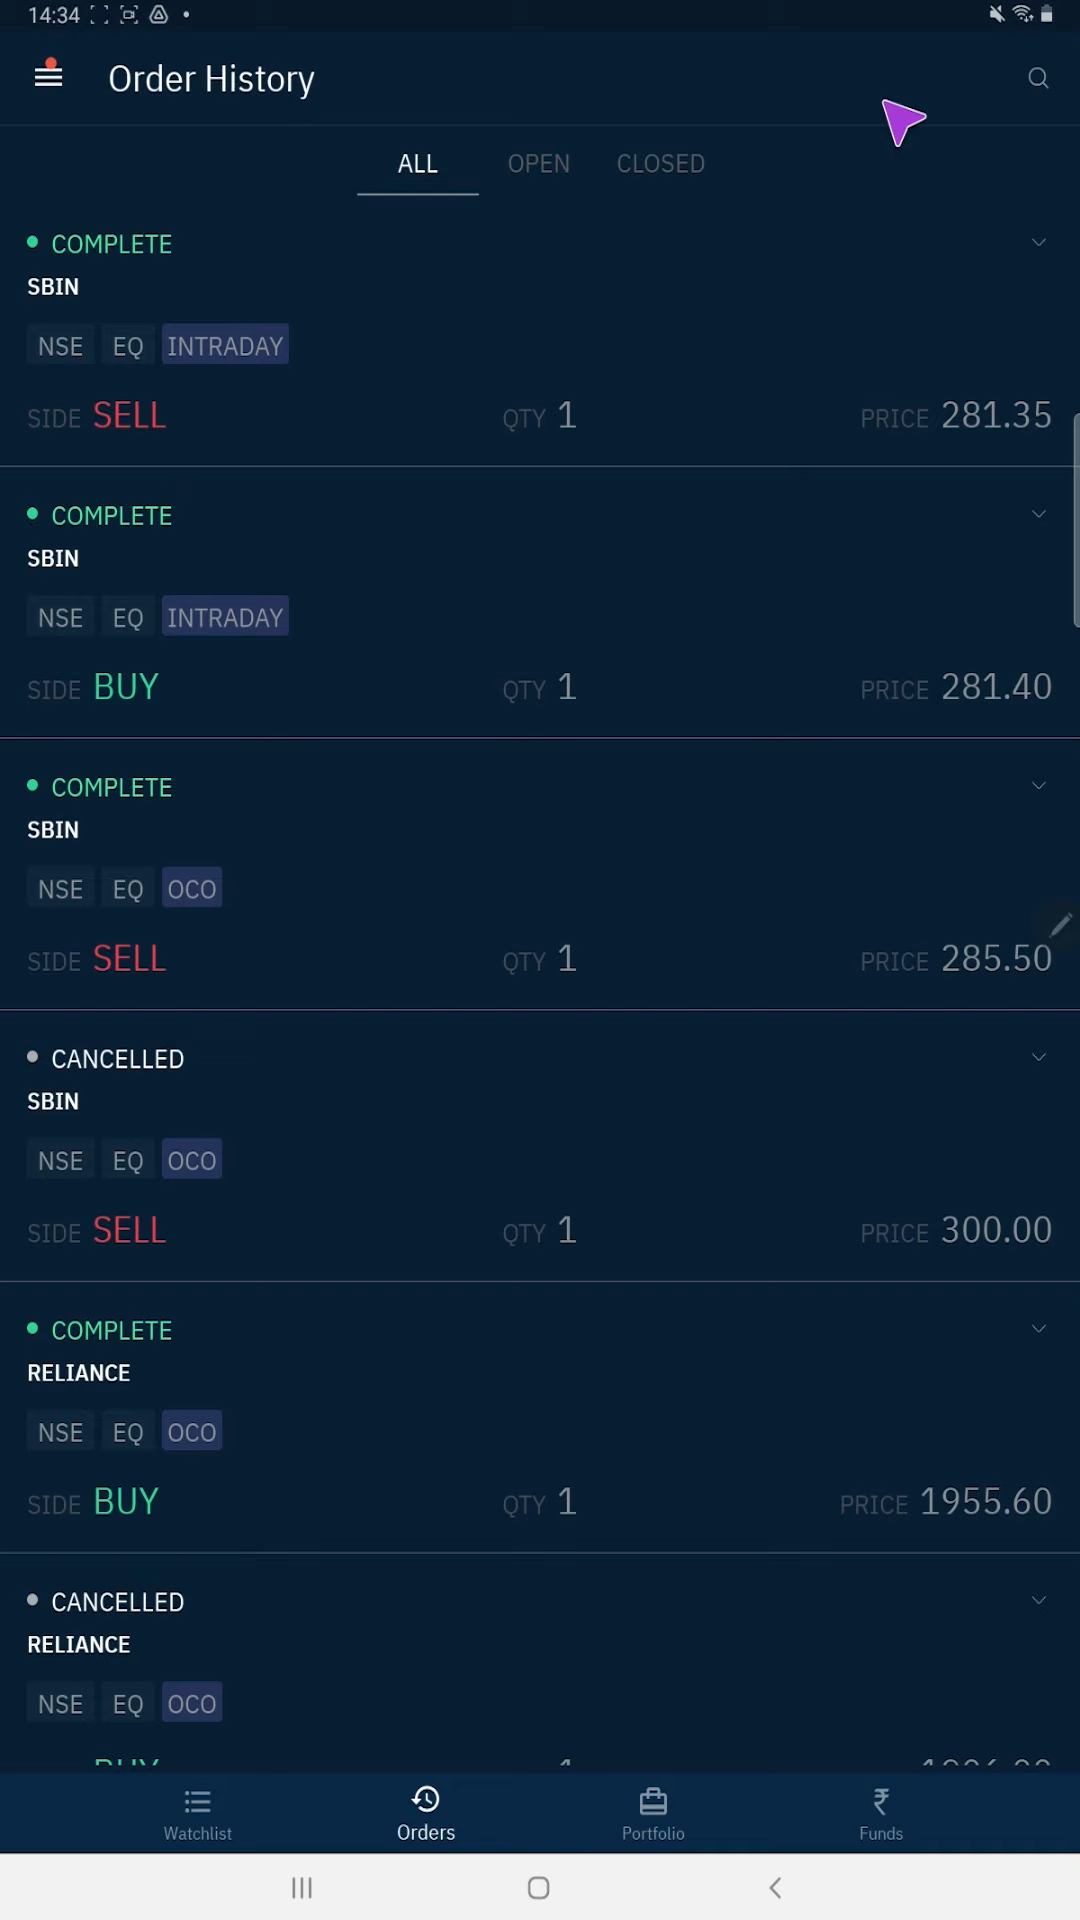 14:34
Order History
ALL OPEN CLOSED
COMPLETE
SBIN
NSE EQ INTRADAY
SIDE SELL QTY 1 PRICE 281.35
COMPLETE
SBIN
NSE EQ INTRADAY
SIDE BUY QTY 1 PRICE 281.40
COMPLETE
SBIN
NSE EQ OCO
SIDE SELL QTY 1 PRICE 285.50
CANCELLED
SBIN
NSE EQ OCO
SIDE SELL QTY 1 PRICE 300.00
COMPLETE
RELIANCE
NSE EQ OCO
SIDE BUY QTY 1 PRICE 1955.60
CANCELLED
RELIANCE
NSE EQ OCO
BUY 1
Watchlist Orders Portfolio Funds